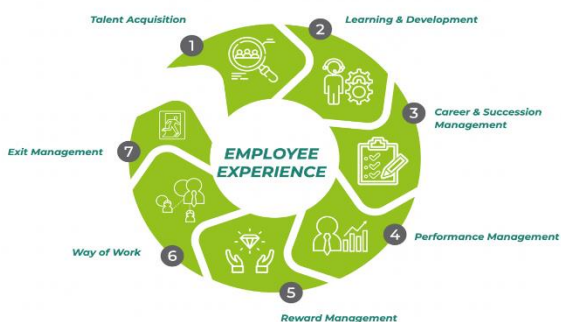 Talent Acquisition
1
2
Learning & Development
3
Career & Succession
Management
4
Performance Management
5
Reward Management
6
Way of Work
7
Exit Management
EMPLOYEE
EXPERIENCE